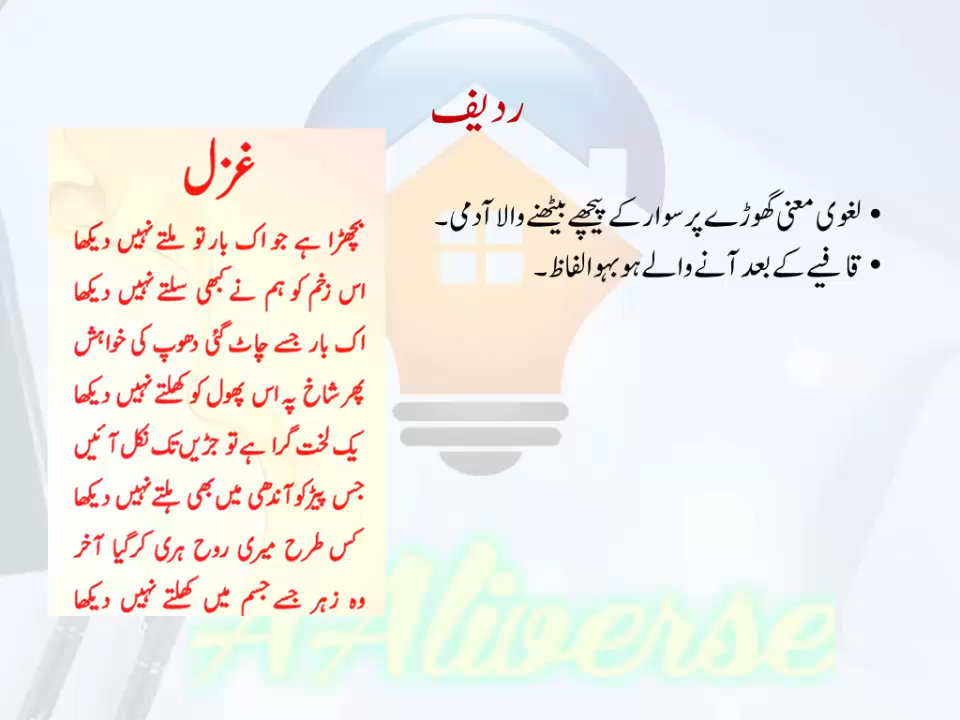 ردیف
لغوی معنی گھوڑے پر سوار کے پیچھے بیٹھنے والا آدمی۔
قافیے کے بعد آنے والے ہو بہو الفاظ۔
غزل
بچھڑا ہے جو اک بار تو ملتے نہیں دیکھا
اس زخم کو ہم نے کبھی سلتے نہیں دیکھا
اک بار جسے چاٹ گئی دھوپ کی خواہش
پھر شاخ پہ اس پھول کو کھلتے نہیں دیکھا
یک لخت گرا ہے تو جڑیں تک نکل آئیں
جس پیڑ کو آندھی میں بھی ہلتے نہیں دیکھا
کس طرح میری روح ہری کر گیا آخر
وہ زہر جسے جسم میں کھلتے نہیں دیکھا
AAliverse